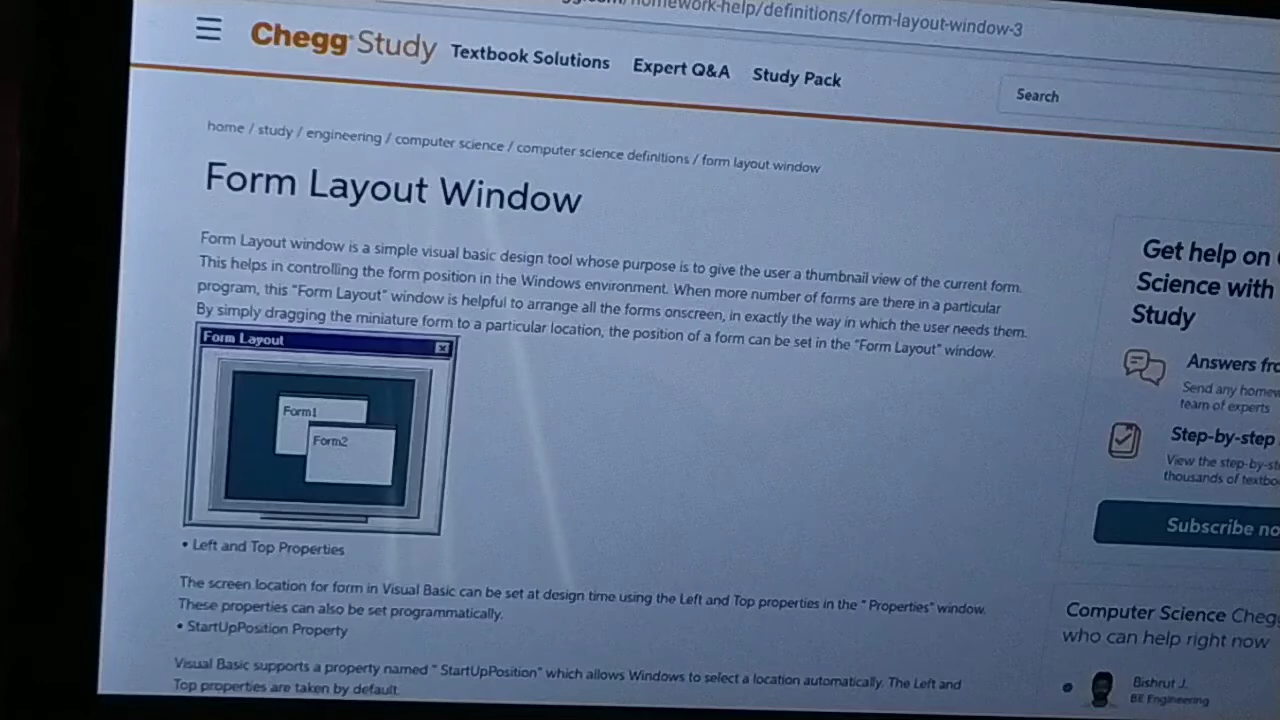 homework-help/definitions/form-layout-window-3
Chegg Study Textbook Solutions Expert Q&A Study Pack Search
home / study / engineering / computer science / computer science definitions / form layout window
Form Layout Window
Form Layout window is a simple visual basic design tool whose purpose is to give the user a thumbnail view of the current form.
This helps in controlling the form position in the Windows environment. When more number of forms are there in a particular
program, this "Form Layout" window is helpful to arrange all the forms onscreen, in exactly the way in which the user needs them.
By simply dragging the miniature form to a particular location, the position of a form can be set in the "Form Layout" window.
Form Layout
Form1
Form2
• Left and Top Properties
The screen location for form in Visual Basic can be set at design time using the Left and Top properties in the " Properties" window.
These properties can also be set programmatically.
• StartUpPosition Property
Visual Basic supports a property named " StartUpPosition" which allows Windows to select a location automatically. The Left and
Top properties are taken by default.
Get help on
Science with
Study
Answers
Send any
team of experts
Step-by-step
View the
thousands of
Subscribe
Computer Science
who can help right now
Bishrut J.
BE Engineering